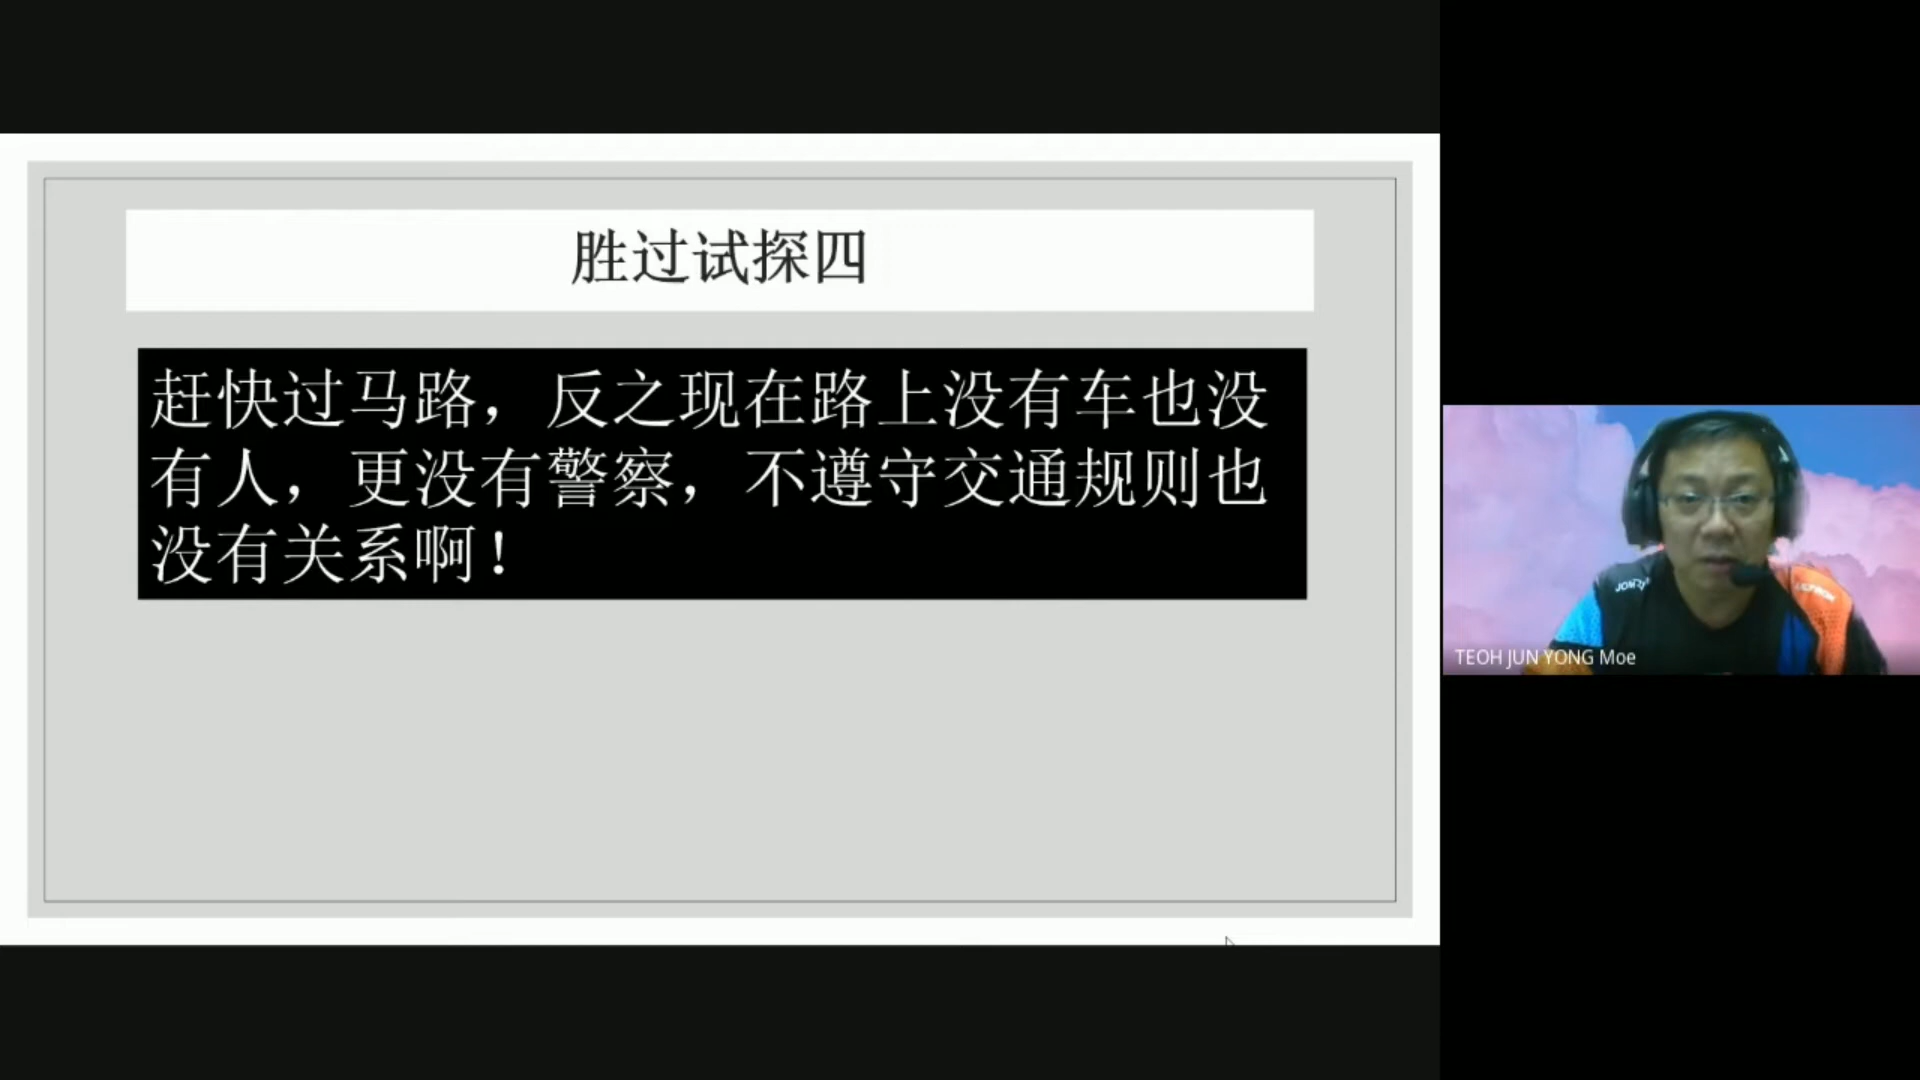 胜过试探四
赶快过马路，反之现在路上没有车也没
有人，更没有警察，不遵守交通规则也
没有关系啊！
TEOH JUN YONG Moe